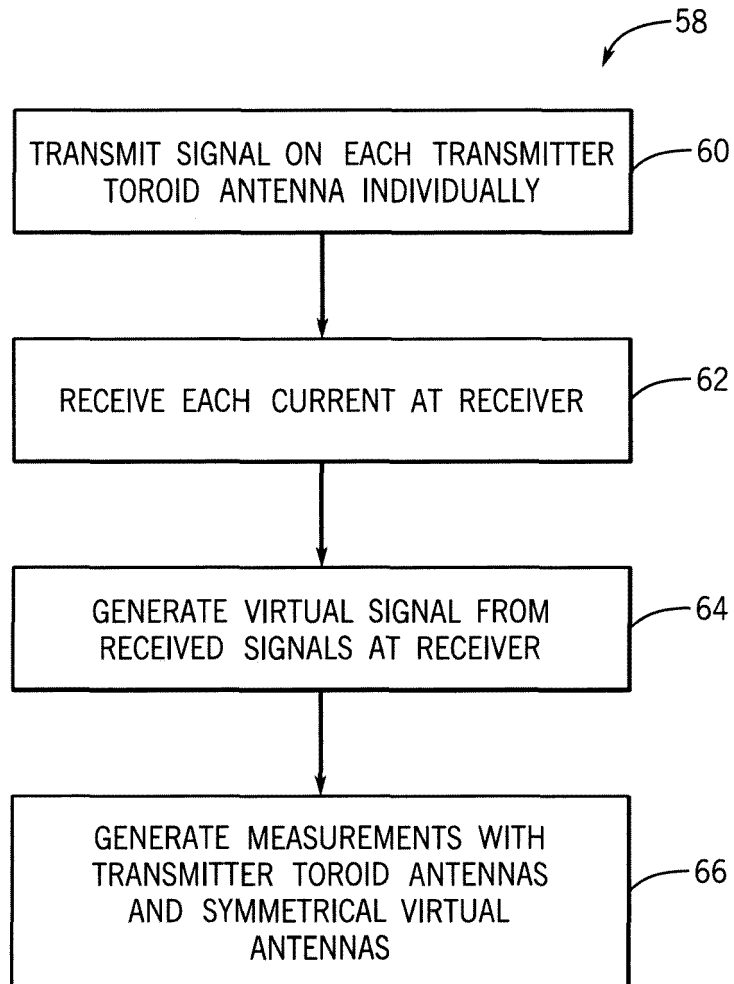 58
TRANSMIT SIGNAL ON EACH TRANSMITTER
TOROID ANTENNA INDIVIDUALLY
60
RECEIVE EACH CURRENT AT RECEIVER
62
GENERATE VIRTUAL SIGNAL FROM
RECEIVED SIGNALS AT RECEIVER
64
GENERATE MEASUREMENTS WITH
TRANSMITTER TOROID ANTENNAS
AND SYMMETRICAL VIRTUAL
ANTENNAS
66